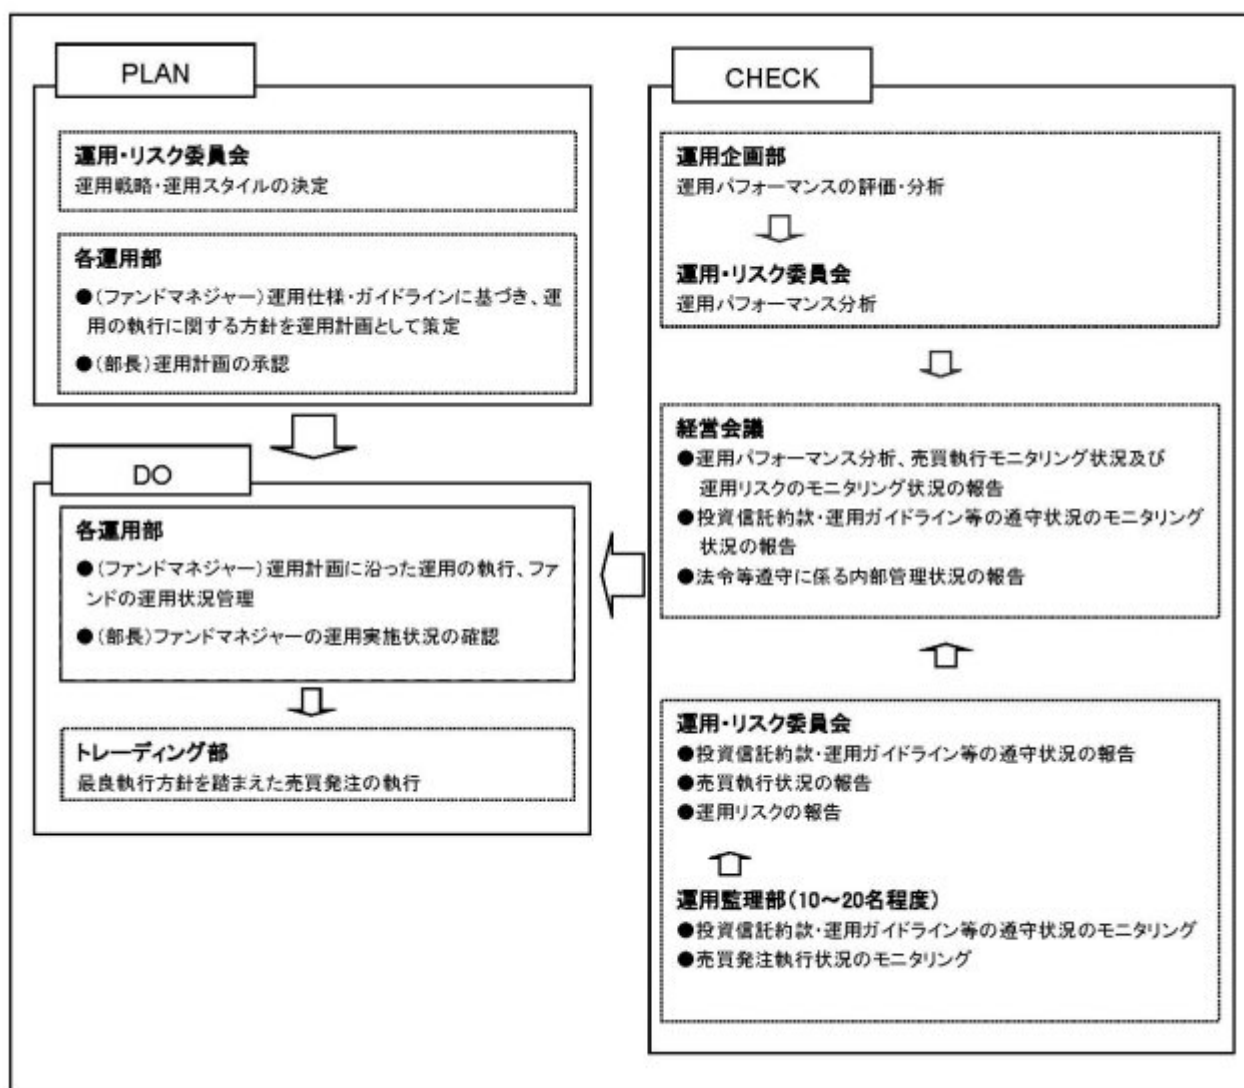 PLAN
運用・リスク委員会
運用戦略・運用スタイルの決定
各運用部
●(ファンドマネジャー)運用仕様・ガイドラインに基づき、運
用の執行に関する方針を運用計画として策定
●(部長)運用計画の承認
DO
各運用部
●(ファンドマネジャー)運用計画に沿った運用の執行、ファ
ンドの運用状況管理
●(部長)ファンドマネジャーの運用実施状況の確認
トレーディング部
最良執行方針を踏まえた売買発注の執行
CHECK
運用企画部
運用パフォーマンスの評価・分析
運用・リスク委員会
運用パフォーマンス分析
経営会議
●運用パフォーマンス分析、売買執行モニタリング状況及び
運用リスクのモニタリング状況の報告
●投資信託約款・運用ガイドライン等の遵守状況のモニタリング
状況の報告
●法令等遵守に係る内部管理状況の報告
運用・リスク委員会
●投資信託約款・運用ガイドライン等の遵守状況の報告
●売買執行状況の報告
●運用リスクの報告
運用監理部(10～20名程度)
●投資信託約款・運用ガイドライン等の遵守状況のモニタリング
●売買発注執行状況のモニタリング